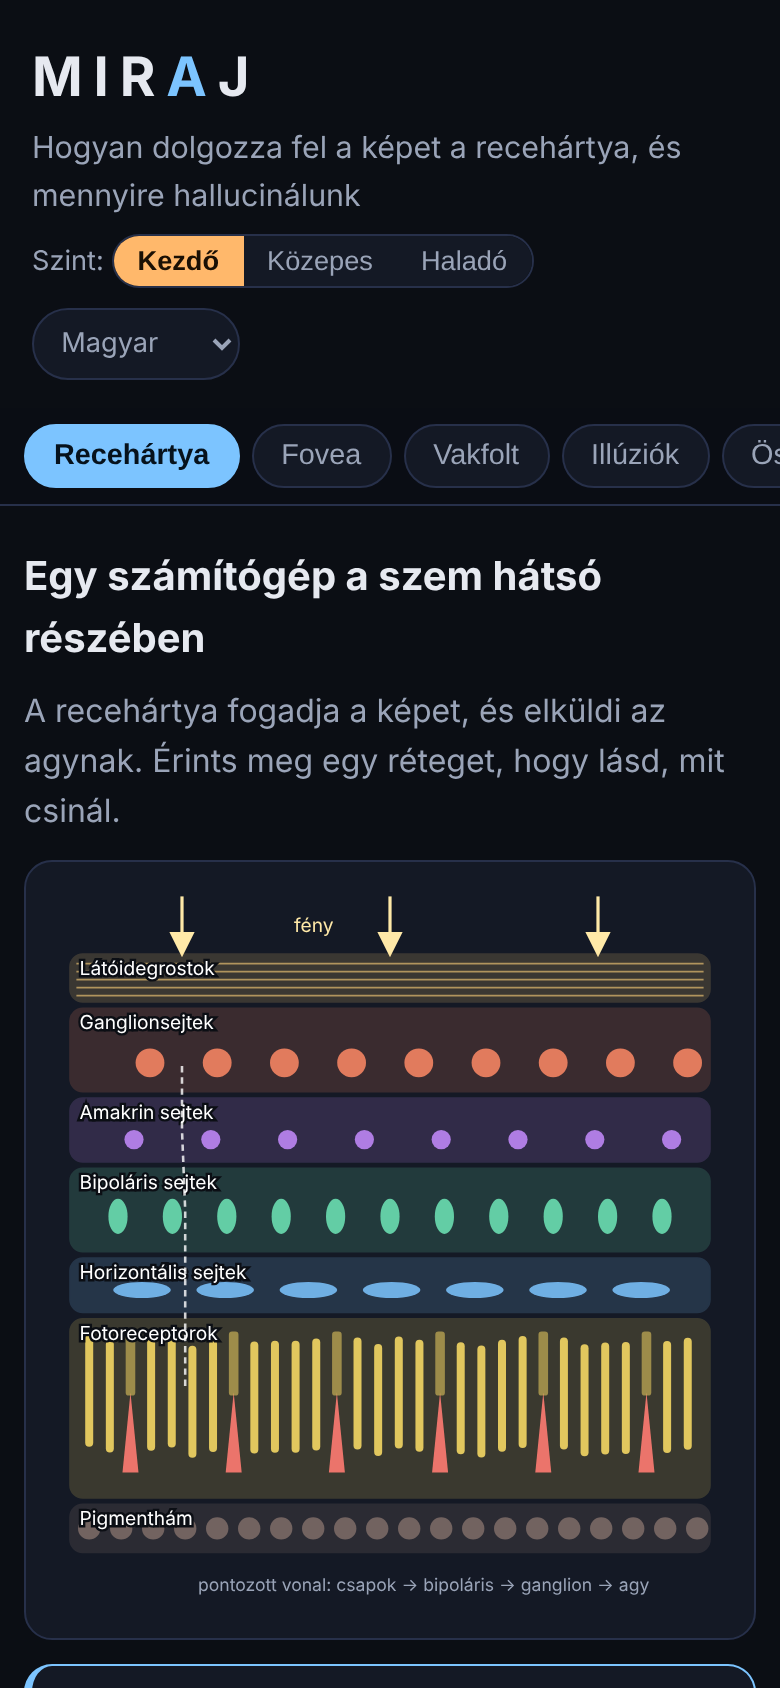 MIRAJ
Hogyan dolgozza fel a képet a recehártya, és
mennyire hallucinálunk
Szint: Kezdő Közepes Haladó
Magyar
Recehártya Fovea Vakfolt Illúziók Ös
Egy számítógép a szem hátsó
részében
A recehártya fogadja a képet, és elküldi az
agynak. Érints meg egy réteget, hogy lásd, mit
csinál.
fény
Látóidegrostok
Ganglionsejtek
Amakrin sejtek
Bipoláris sejtek
Horizontális sejtek
Fotoreceptorok
Pigmenthám
pontozott vonal: csapok → bipoláris → ganglion → agy